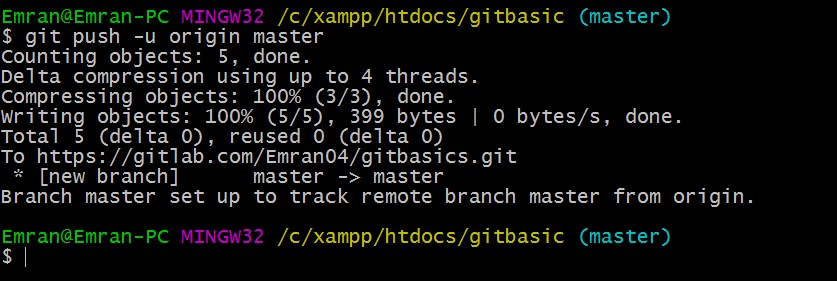 Emran@Emran-PC MINGW32 /c/xampp/htdocs/gitbasic (master)
$ git push -u origin master
Counting objects: 5, done.
Delta compression using up to 4 threads.
Compressing objects: 100% (3/3), done.
Writing objects: 100% (5/5), 399 bytes | 0 bytes/s, done.
Total 5 (delta 0), reused 0 (delta 0)
To https://gitlab.com/Emran04/gitbasics.git
 * [new branch]      master -> master
Branch master set up to track remote branch master from origin.
Emran@Emran-PC MINGW32 /c/xampp/htdocs/gitbasic (master)
$